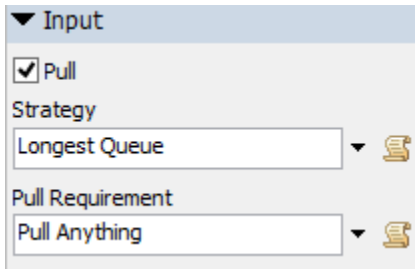 Input
Pull
Strategy
Longest Queue
Pull Requirement
Pull Anything